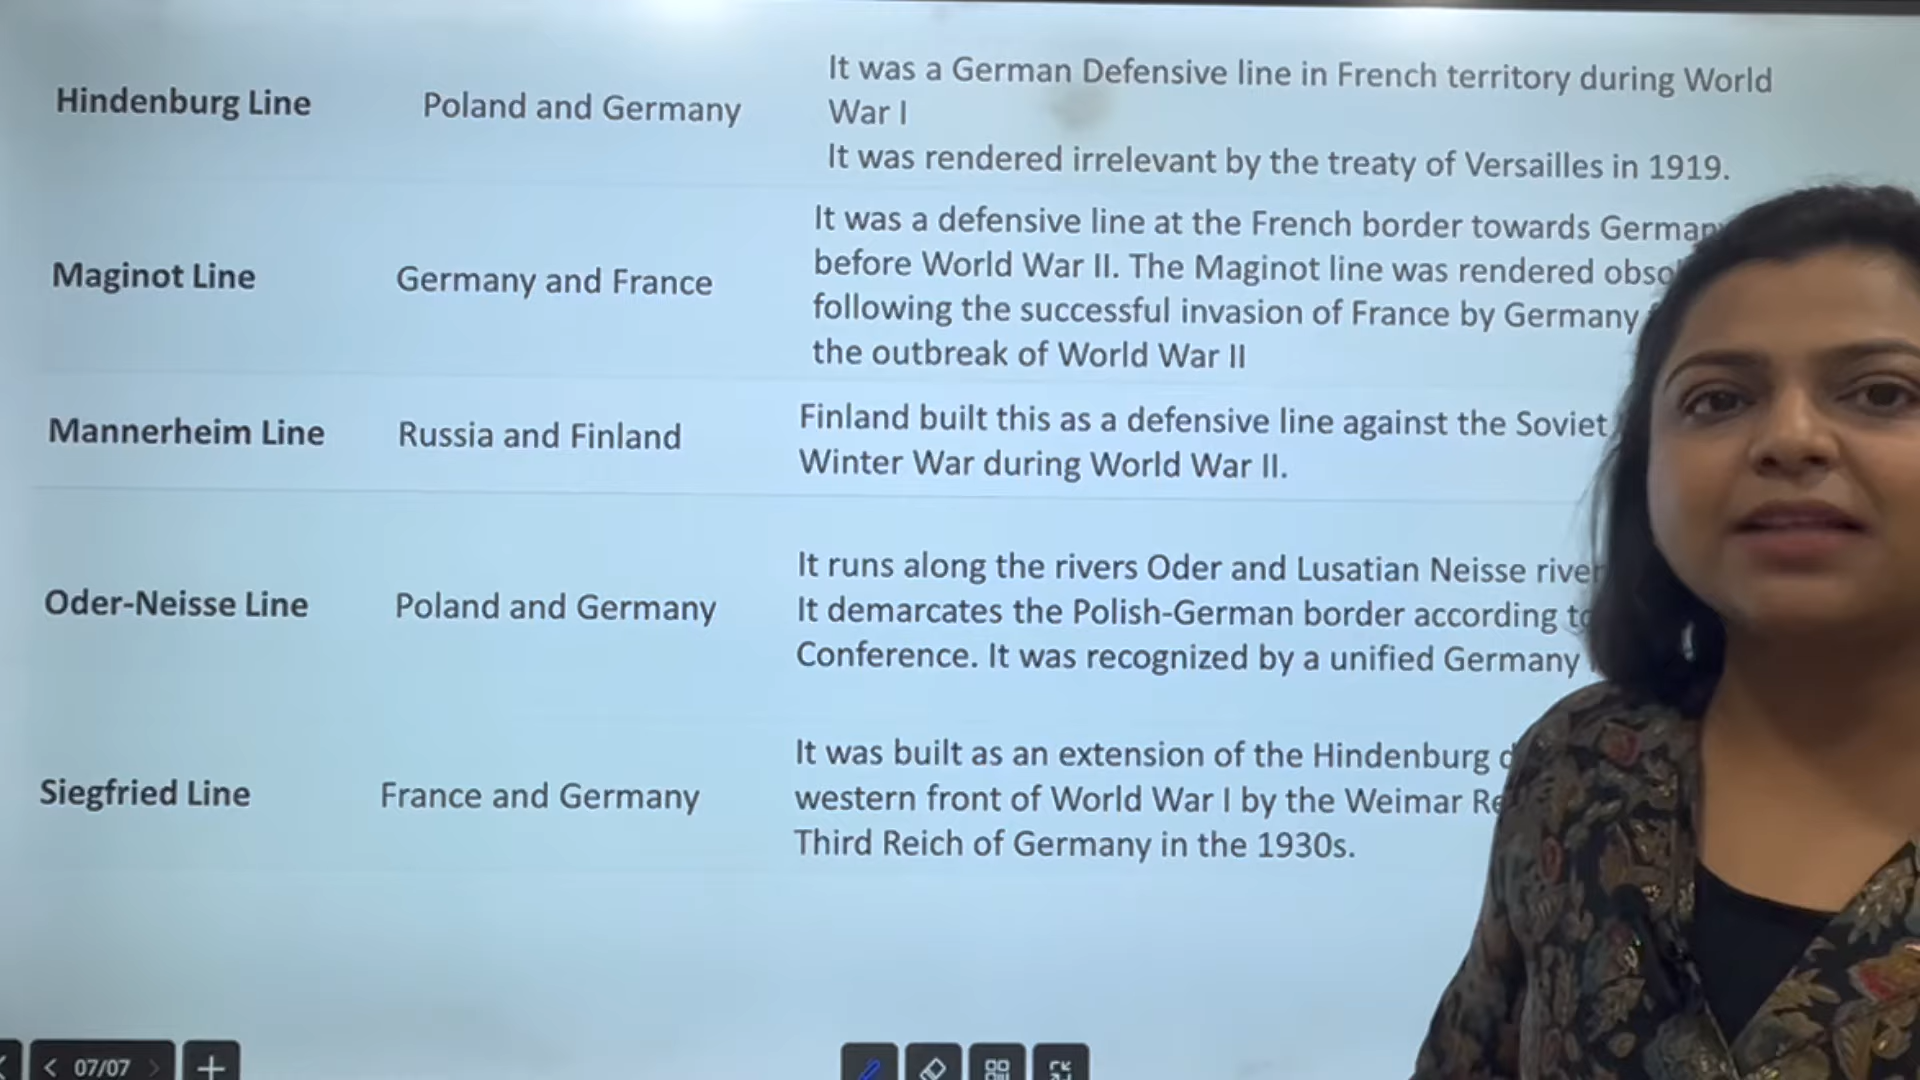 Hindenburg Line
Poland and Germany
It was a German Defensive line in French territory during World
War I
It was rendered irrelevant by the treaty of Versailles in 1919.
Maginot Line
Germany and France
It was a defensive line at the French border towards German
before World War II. The Maginot line was rendered
following the successful invasion of France by Germany
the outbreak of World War II
Mannerheim Line
Russia and Finland
Finland built this as a defensive line against the Soviet
Winter War during World War II.
Oder-Neisse Line
Poland and Germany
It runs along the rivers Oder and Lusatian Neisse river
It demarcates the Polish-German border according to
Conference. It was recognized by a unified Germany
Siegfried Line
France and Germany
It was built as an extension of the Hindenburg
western front of World War I by the Weimar
Third Reich of Germany in the 1930s.
07/07